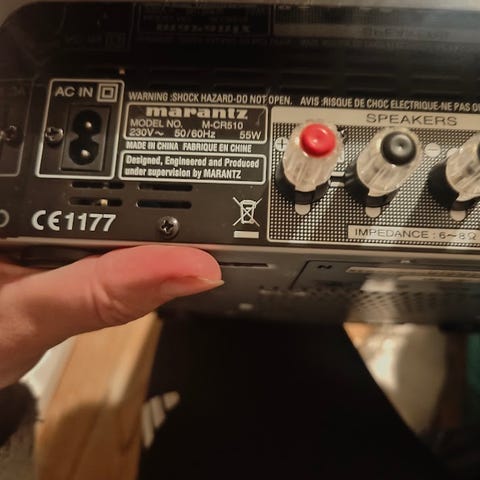 AC IN
WARNING :SHOCK HAZARD-DO NOT OPEN. AVIS :RISQUE DE CHOC ELECTRIQUE-NE PAS
marantz
MODEL NO. M-CR510
230V~ 50/60Hz 55W
MADE IN CHINA FABRIQUÉ EN CHINE
Designed, Engineered and Produced
under supervision by MARANTZ
CE1177
SPEAKERS
+
IMPEDANCE : 6~8Ω